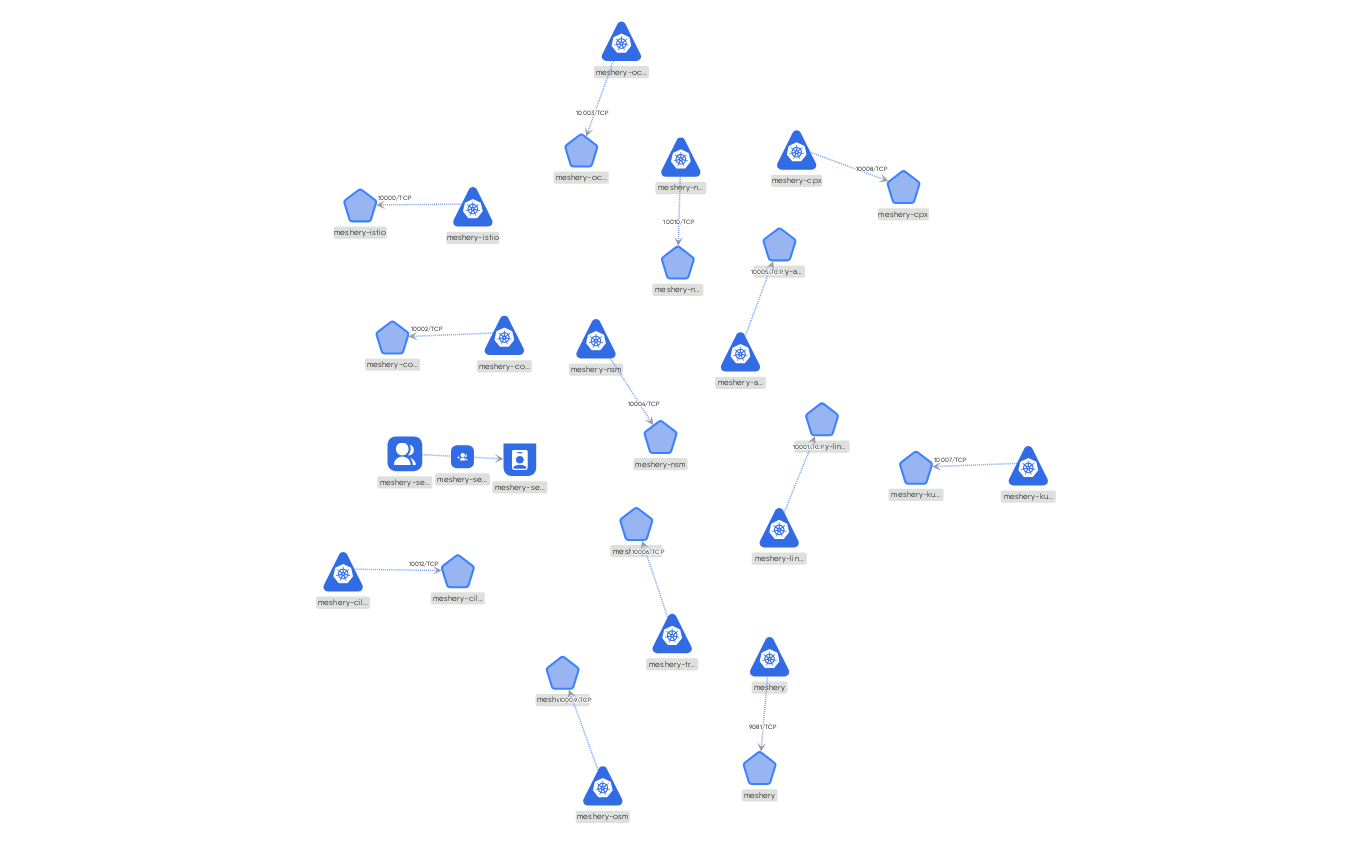 meshery-oc...
10003/TCP
meshery-oc...
meshery-n...
10010/TCP
meshery-n...
meshery-cpx
10008/TCP
meshery-cpx
10000/TCP
meshery-istio
meshery-istio
10005/TCP
y-a...
meshery-a...
10002/TCP
meshery-co...
meshery-co...
meshery-nsm
10004/TCP
meshery-nsm
10001/TCP
y-lin...
meshery-lin...
10007/TCP
meshery-ku...
meshery-ku...
meshery-se...
meshery-se...
meshery-se...
10012/TCP
meshery-cil...
meshery-cil...
10006/TCP
meshery-tr...
10009/TCP
meshery-osm
meshery
9081/TCP
meshery